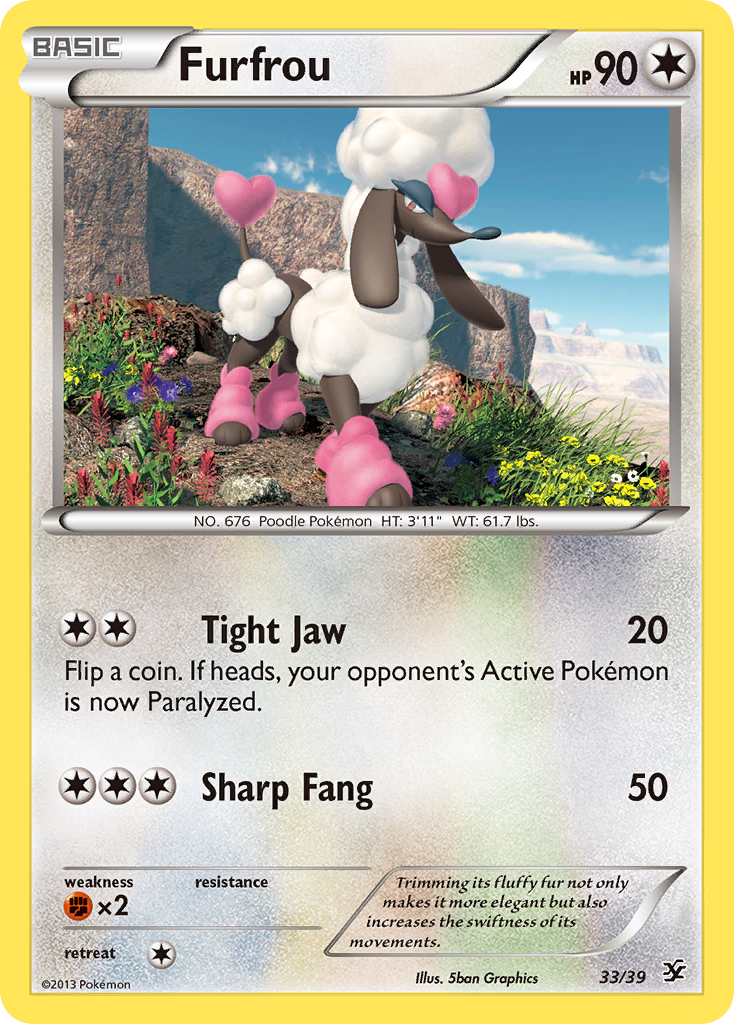 BASIC
Furfrou
HP 90
NO. 676 Poodle Pokémon HT: 3'11" WT: 61.7 lbs.
Tight Jaw 20
Flip a coin. If heads, your opponent's Active Pokémon
is now Paralyzed.
Sharp Fang 50
weakness resistance
×2
Trimming its fluffy fur not only
makes it more elegant but also
increases the swiftness of its
movements.
retreat
©2013 Pokémon
Illus. 5ban Graphics
33/39